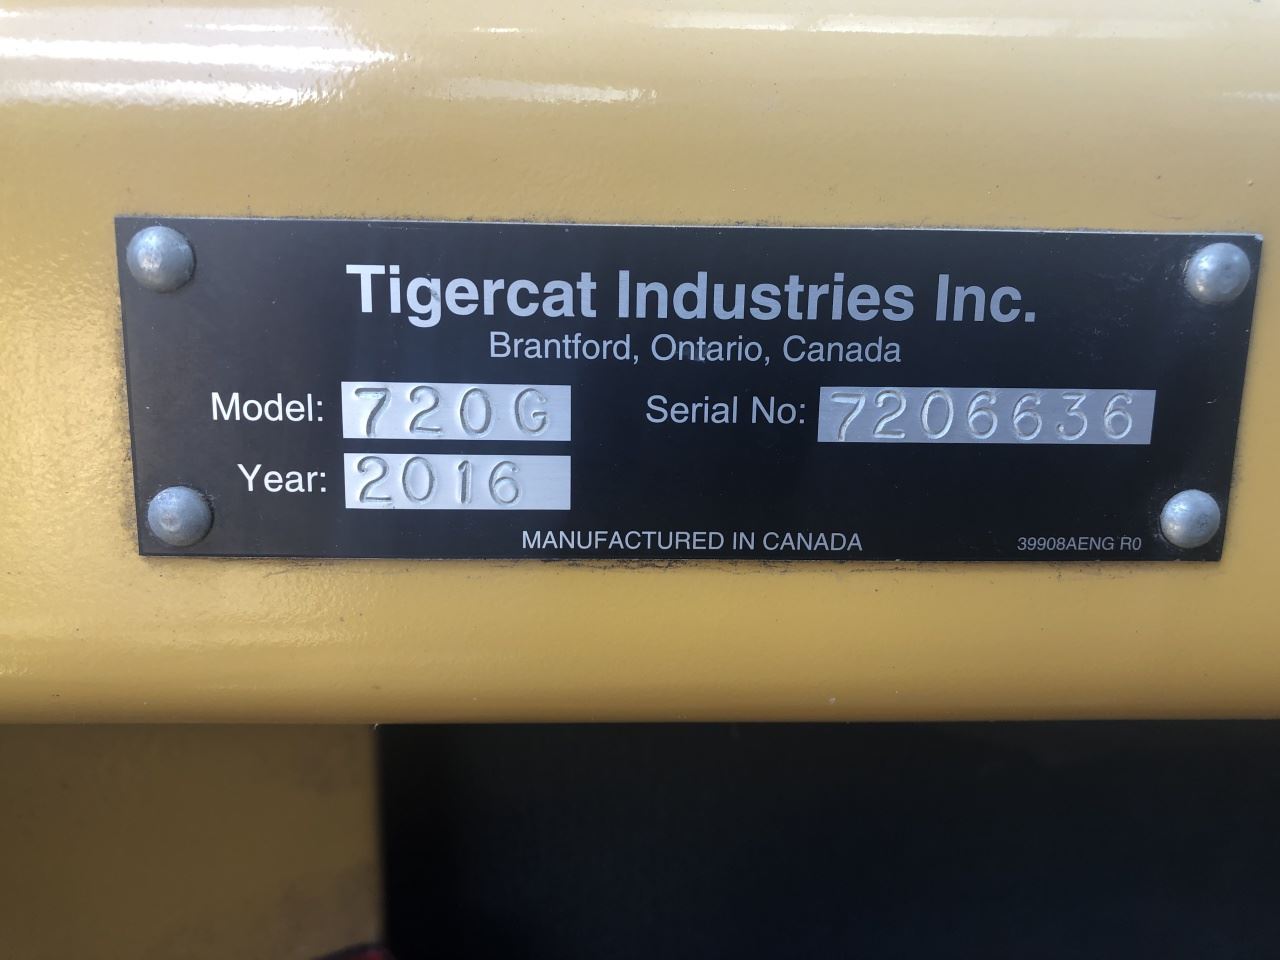 Tigercat Industries Inc.
Brantford, Ontario, Canada
Model: 720G Serial No: 7206636
Year: 2016
MANUFACTURED IN CANADA 39908AENG R0